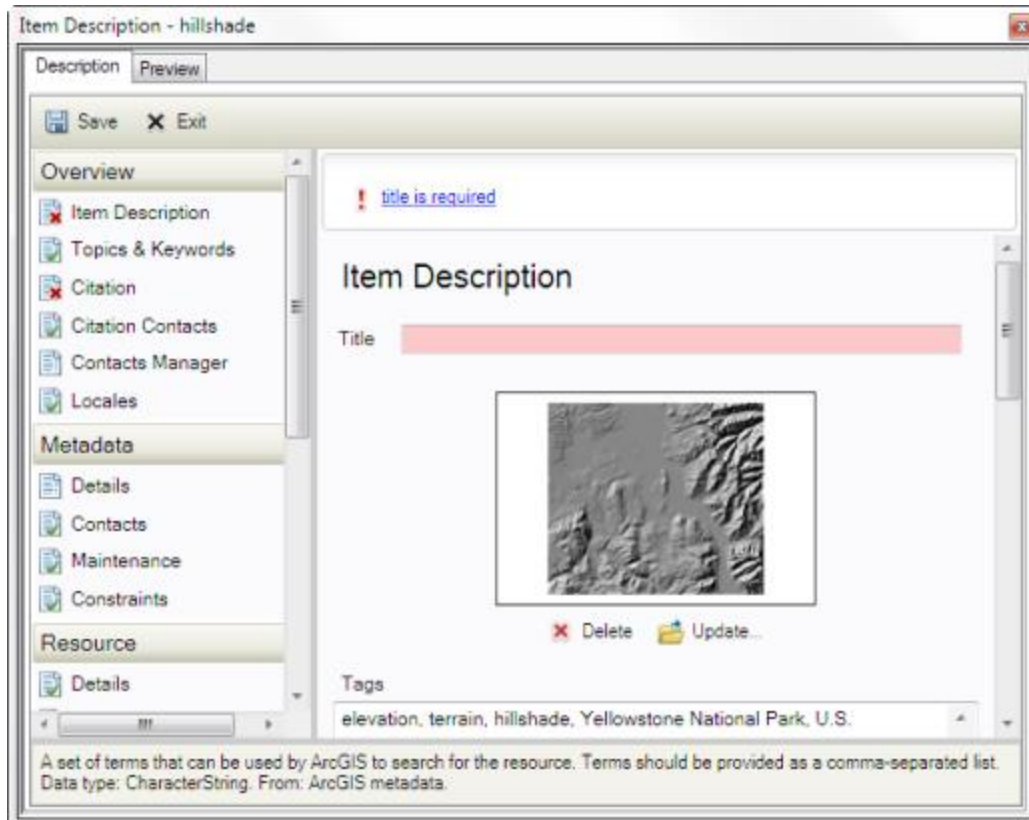 Item Description - hillshade
Description
Preview
Save
Exit
Overview
Item Description
Topics & Keywords
Citation
Citation Contacts
Contacts Manager
Locales
Metadata
Details
Contacts
Maintenance
Constraints
Resource
Details
! title is required
Item Description
Title
Delete
Update...
Tags
elevation, terrain, hillshade, Yellowstone National Park, U.S.
A set of terms that can be used by ArcGIS to search for the resource. Terms should be provided as a comma-separated list.
Data type: CharacterString. From: ArcGIS metadata.